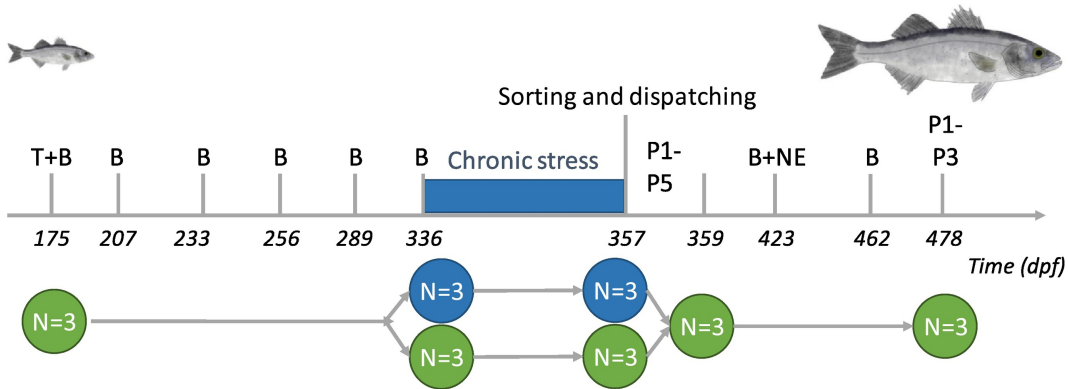 Sorting and dispatching
T+B
B
B
B
B
B
Chronic stress
P1-
P5
B+NE
B
P1-
P3
175
207
233
256
289
336
357
359
423
462
478
Time (dpf)
N=3
N=3
N=3
N=3
N=3
N=3
N=3